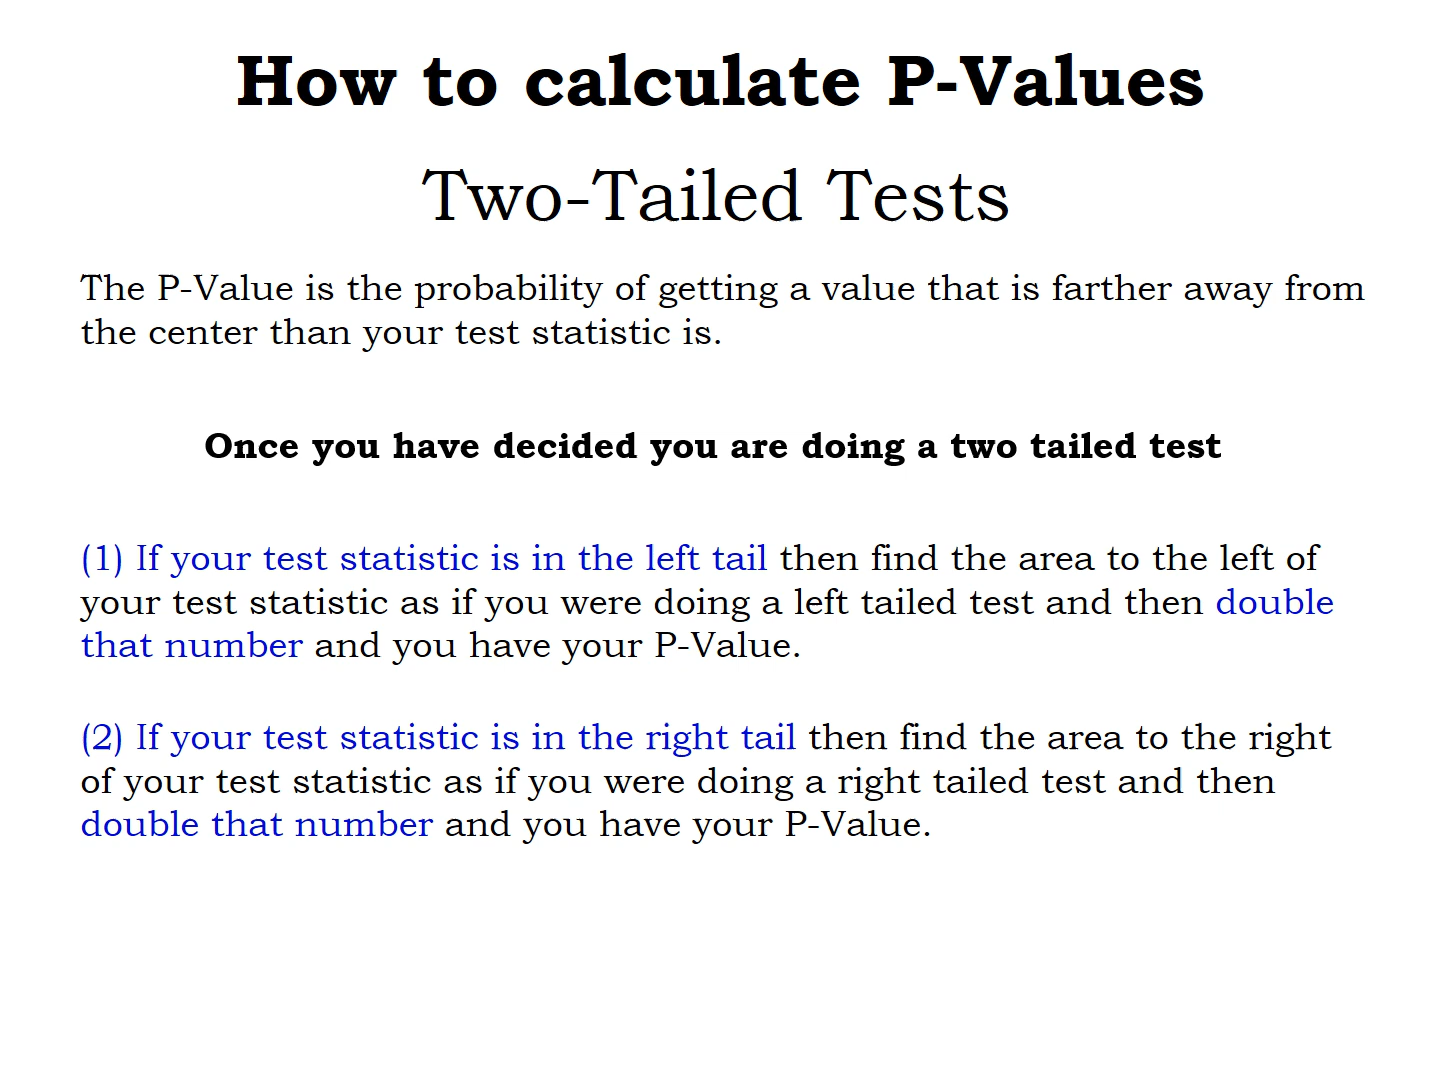 How to calculate P-Values
Two-Tailed Tests
The P-Value is the probability of getting a value that is farther away from
the center than your test statistic is.
Once you have decided you are doing a two tailed test
(1) If your test statistic is in the left tail then find the area to the left of
your test statistic as if you were doing a left tailed test and then double
that number and you have your P-Value.
(2) If your test statistic is in the right tail then find the area to the right
of your test statistic as if you were doing a right tailed test and then
double that number and you have your P-Value.